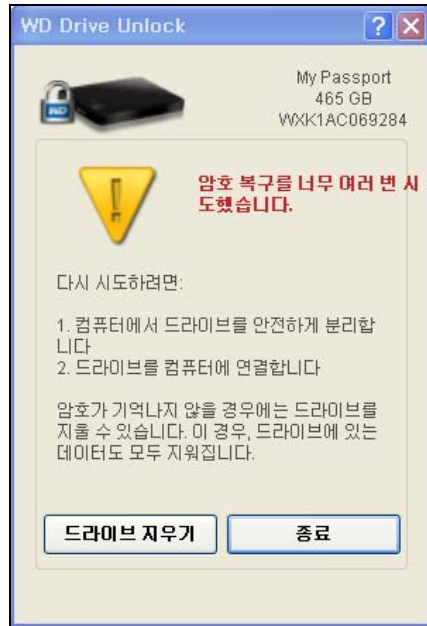 WD Drive Unlock
My Passport
465 GB
WXK1AC069284
암호 복구를 너무 여러 번 시
도했습니다.
다시 시도하려면:
1. 컴퓨터에서 드라이브를 안전하게 분리합
니다
2. 드라이브를 컴퓨터에 연결합니다
암호가 기억나지 않을 경우에는 드라이브를
지울 수 있습니다. 이 경우, 드라이브에 있는
데이터도 모두 지워집니다.
드라이브 지우기
종료